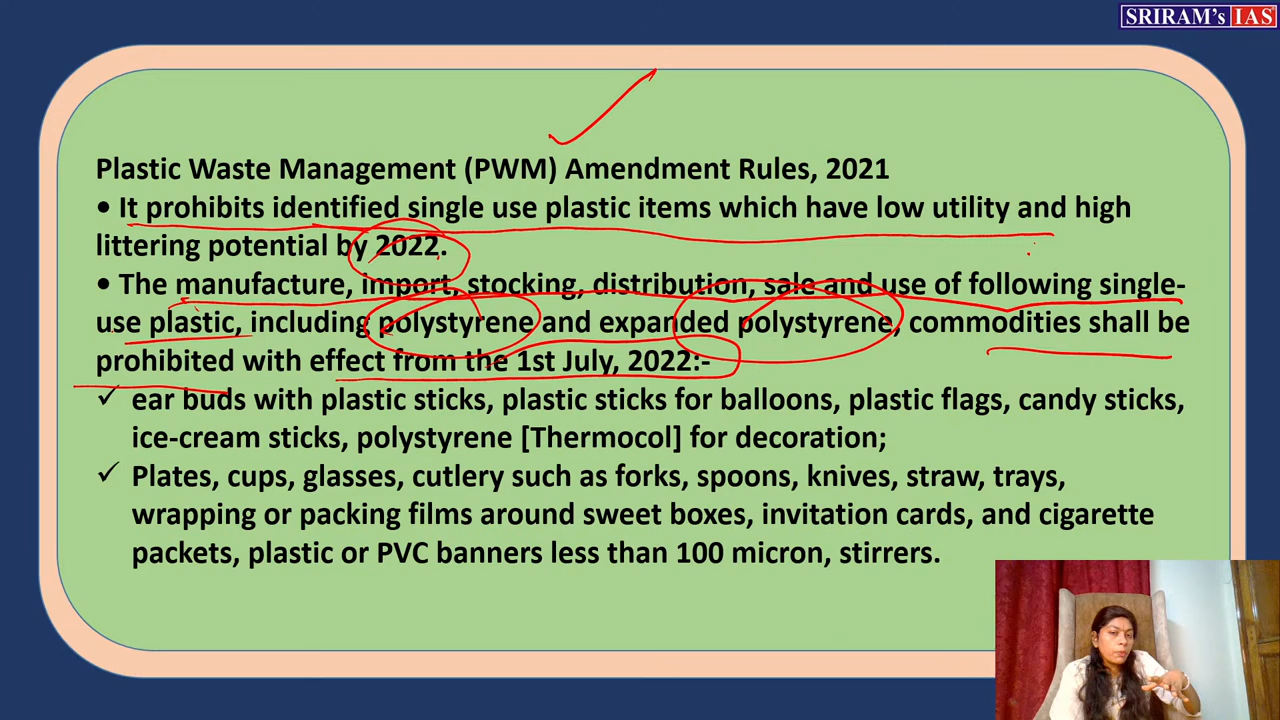 SRIRAM's IAS
Plastic Waste Management (PWM) Amendment Rules, 2021
• It prohibits identified single use plastic items which have low utility and high
littering potential by 2022.
• The manufacture, import, stocking, distribution, sale and use of following single-
use plastic, including polystyrene and expanded polystyrene, commodities shall be
prohibited with effect from the 1st July, 2022:-
✓ ear buds with plastic sticks, plastic sticks for balloons, plastic flags, candy sticks,
ice-cream sticks, polystyrene [Thermocol] for decoration;
✓ Plates, cups, glasses, cutlery such as forks, spoons, knives, straw, trays,
wrapping or packing films around sweet boxes, invitation cards, and cigarette
packets, plastic or PVC banners less than 100 micron, stirrers.